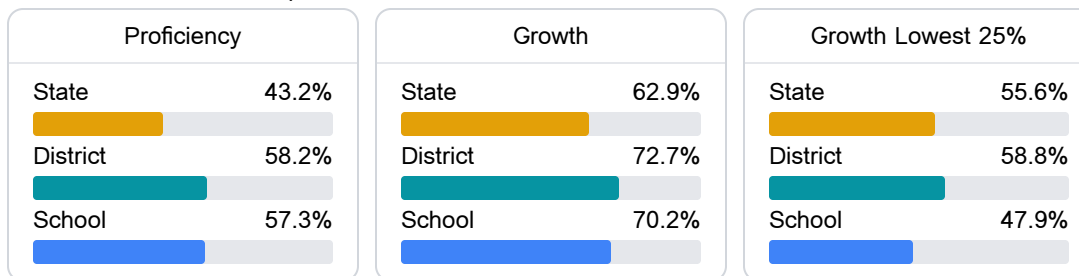 Proficiency
State 43.2%
District 58.2%
School 57.3%
Growth
State 62.9%
District 72.7%
School 70.2%
Growth Lowest 25%
State 55.6%
District 58.8%
School 47.9%